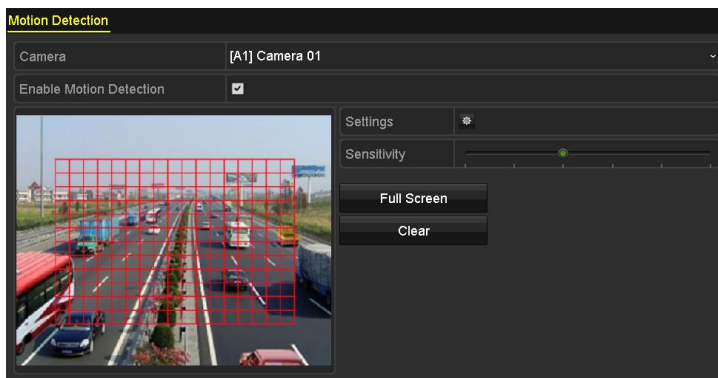 Motion Detection
Camera
[A1] Camera 01
Enable Motion Detection
Settings
Sensitivity
Full Screen
Clear